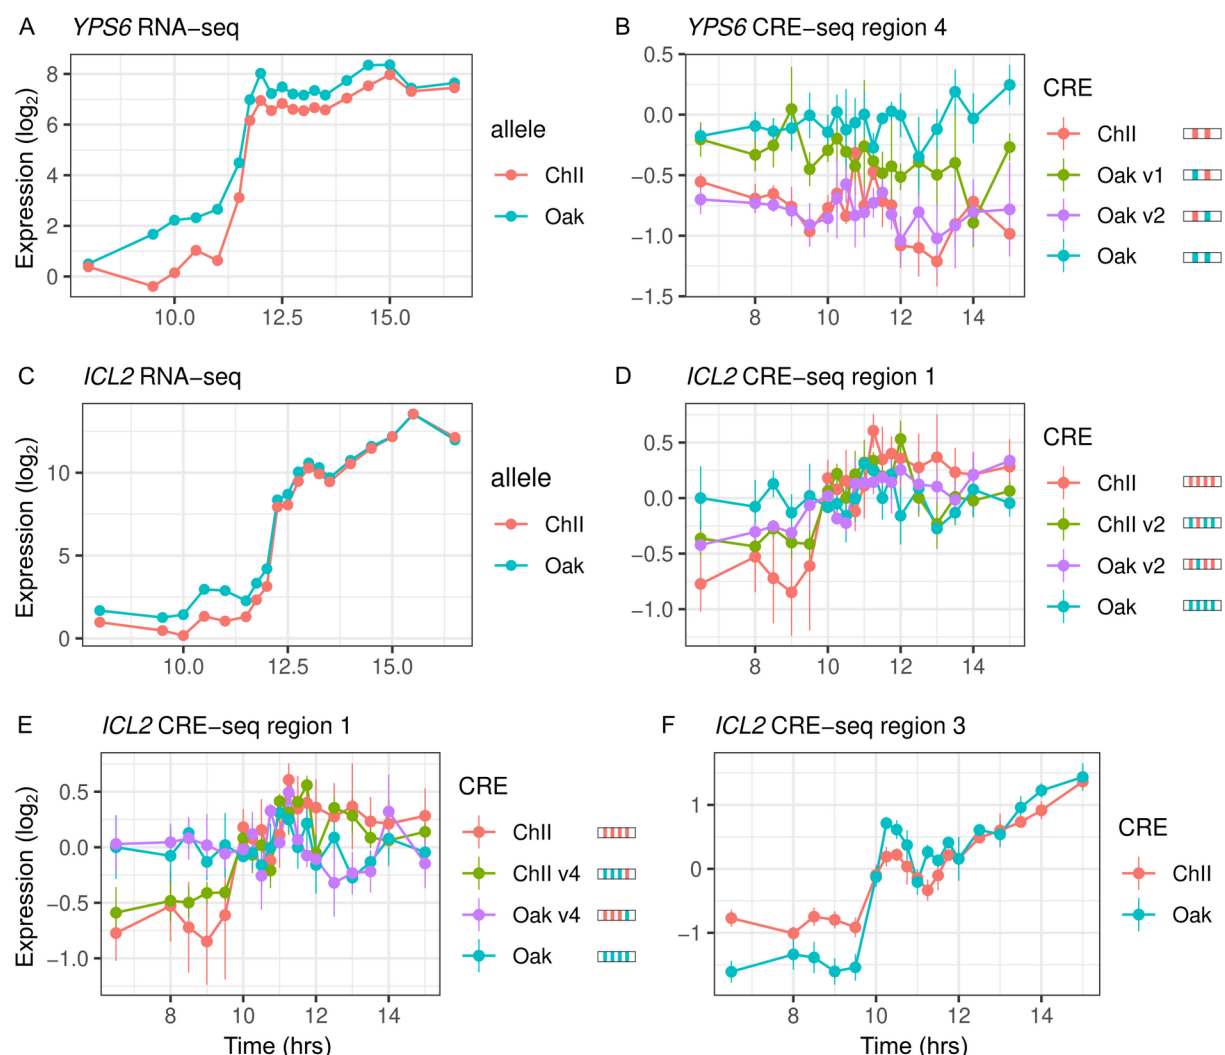 A YPS6 RNA−seq
Expression (log2)
8
6
4
2
0
10.0 12.5 15.0
allele
ChII
Oak
B YPS6 CRE−seq region 4
0.5
0.0
−0.5
−1.0
−1.5
8 10 12 14
CRE
ChII
Oak v1
Oak v2
Oak
C ICL2 RNA−seq
Expression (log2)
10
5
0
10.0 12.5 15.0
allele
ChII
Oak
D ICL2 CRE−seq region 1
0.5
0.0
−0.5
−1.0
8 10 12 14
CRE
ChII
ChII v2
Oak v2
Oak
E ICL2 CRE−seq region 1
Expression (log2)
0.5
0.0
−0.5
−1.0
8 10 12 14
Time (hrs)
CRE
ChII
ChII v4
Oak v4
Oak
F ICL2 CRE−seq region 3
1
0
−1
8 10 12 14
Time (hrs)
CRE
ChII
Oak